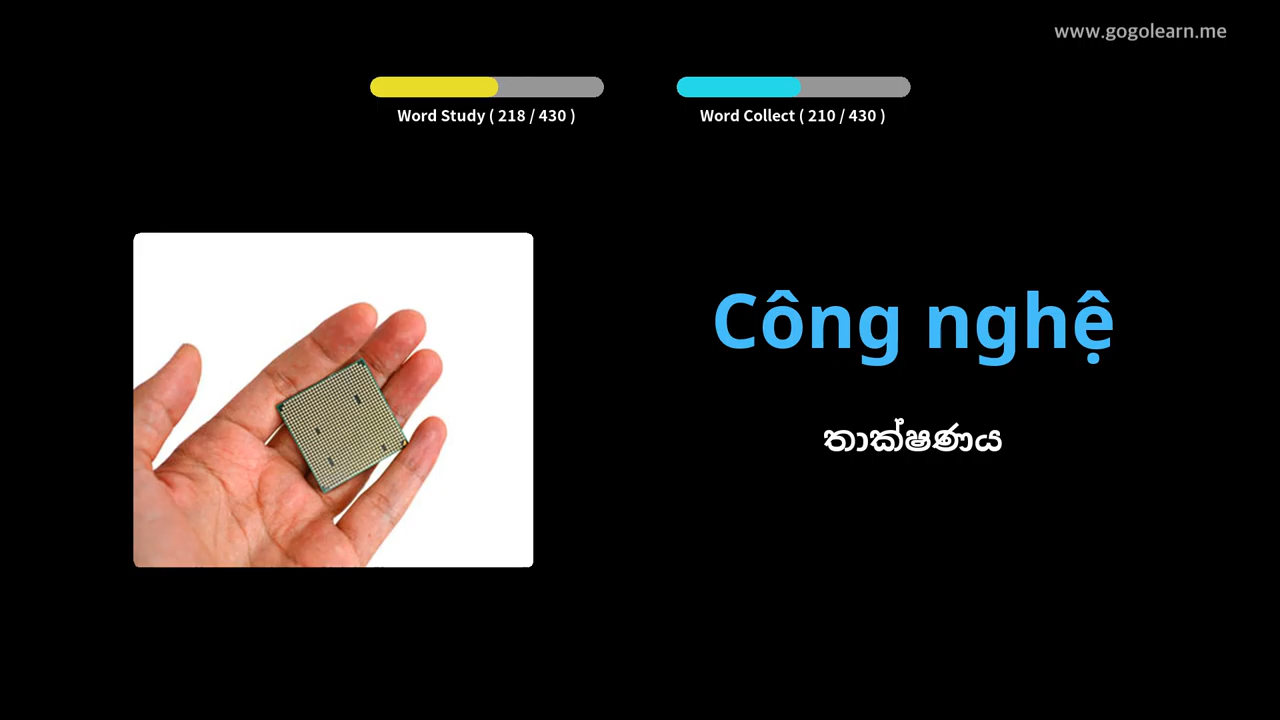 www.gogolearn.me
Word Study ( 218 / 430 )
Word Collect ( 210 / 430 )
Công nghệ
තාක්ෂණය